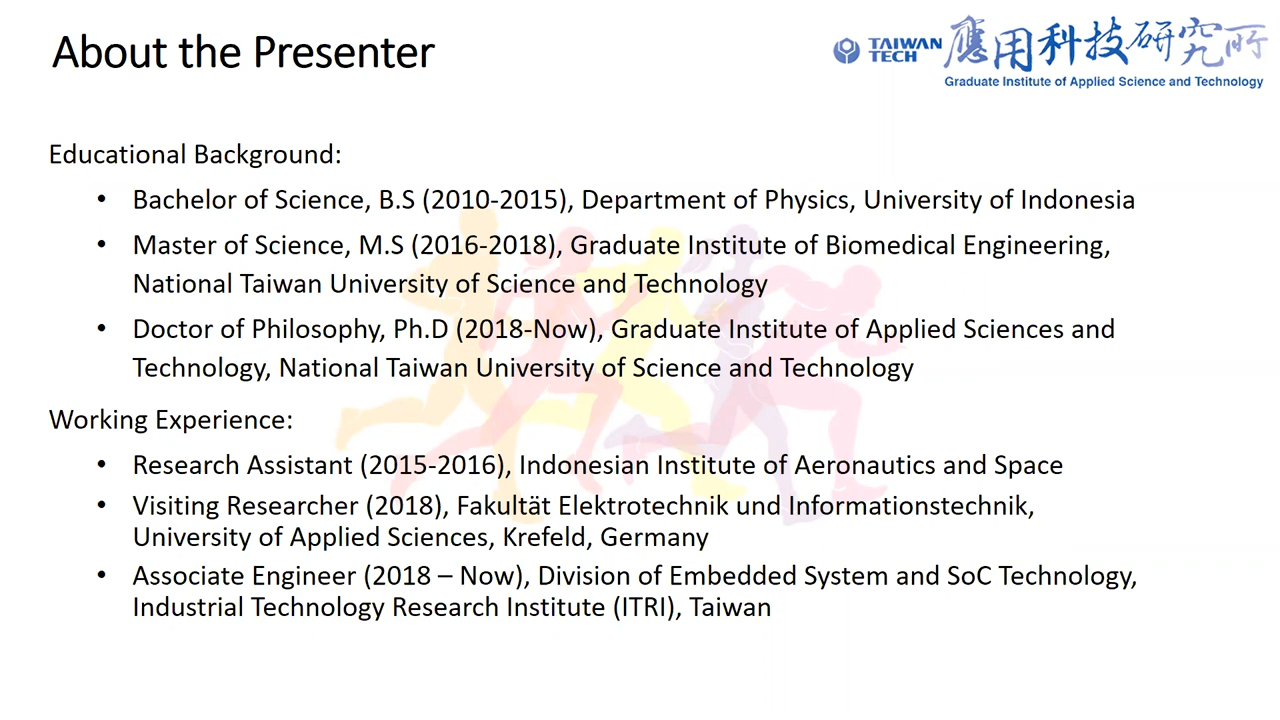 About the Presenter
TAIWAN
TECH
應用科技研究所
Graduate Institute of Applied Science and Technology
Educational Background:
• Bachelor of Science, B.S (2010-2015), Department of Physics, University of Indonesia
• Master of Science, M.S (2016-2018), Graduate Institute of Biomedical Engineering,
National Taiwan University of Science and Technology
• Doctor of Philosophy, Ph.D (2018-Now), Graduate Institute of Applied Sciences and
Technology, National Taiwan University of Science and Technology
Working Experience:
• Research Assistant (2015-2016), Indonesian Institute of Aeronautics and Space
• Visiting Researcher (2018), Fakultät Elektrotechnik und Informationstechnik,
University of Applied Sciences, Krefeld, Germany
• Associate Engineer (2018 – Now), Division of Embedded System and SoC Technology,
Industrial Technology Research Institute (ITRI), Taiwan